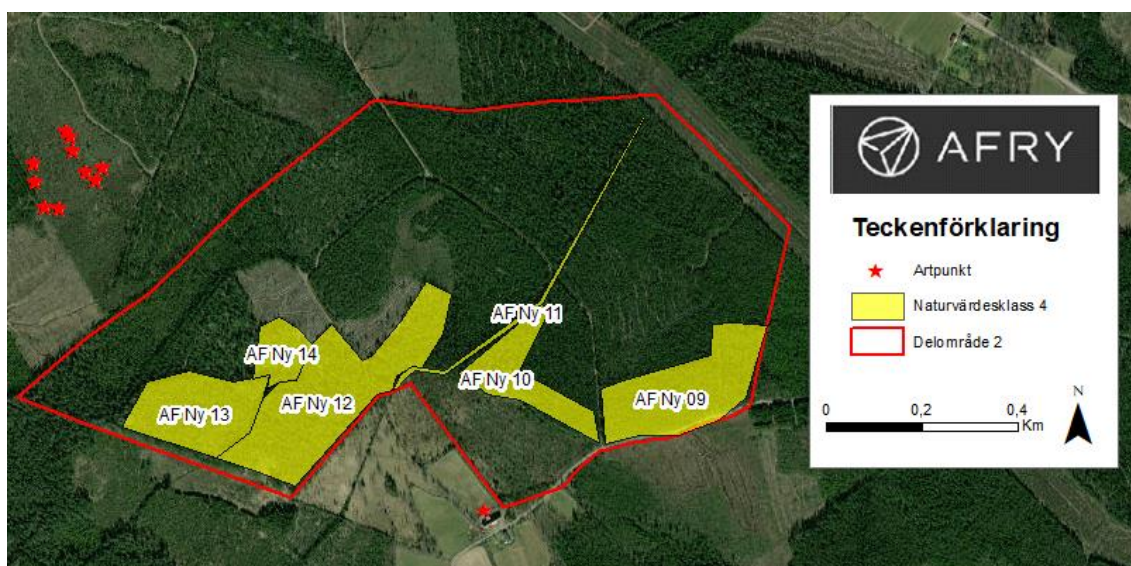 AF Ny 11
AF Ny 14
AF Ny 10
AF Ny 13
AF Ny 12
AF Ny 09
AFRY
Teckenförklaring
Artpunkt
Naturvärdesklass 4
Delområde 2
N
0 0,2 0,4
Km